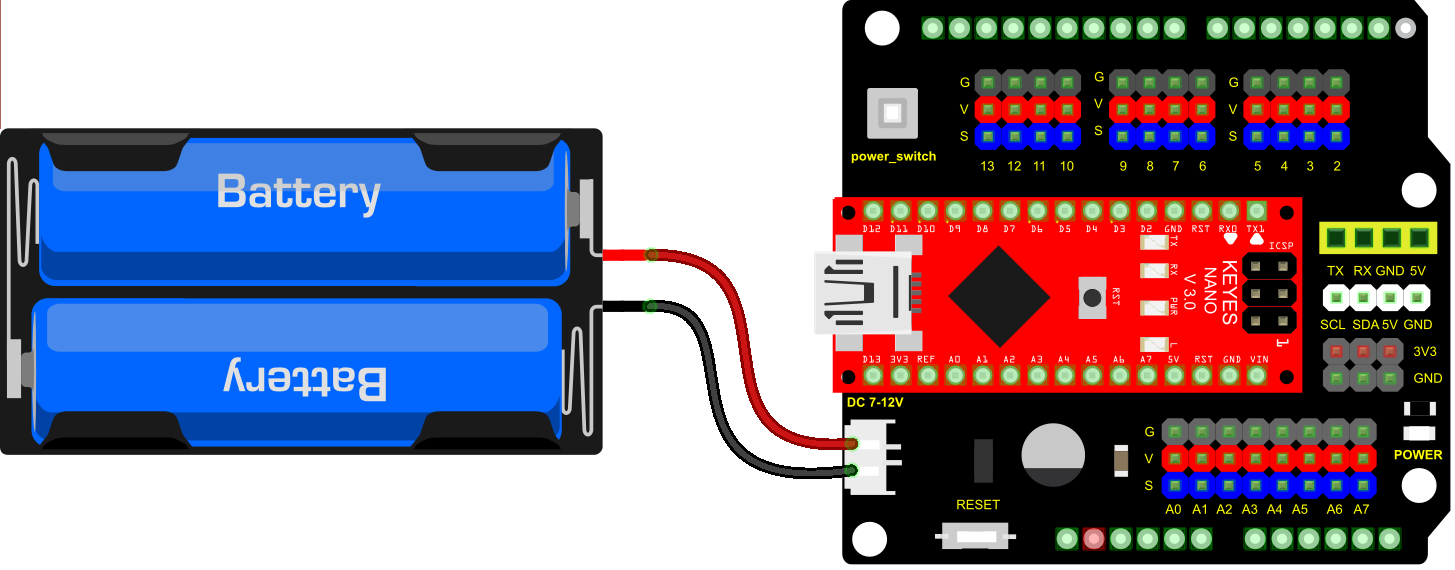 Battery
Battery
G
V
S
13 12 11 10
G
V
S
9 8 7 6
G
V
S
5 4 3 2
power_switch
D12 D11 D10 D9 D8 D7 D6 D5 D4 D3 D2 GND RST RX0 TX1
TX
RX
PWR
L
RST
KEYES
NANO
V 3.0
ICSP
1
D13 3V3 REF A0 A1 A2 A3 A4 A5 A6 A7 5V RST GND VIN
TX RX GND 5V
SCL SDA 5V GND
3V3
GND
DC 7-12V
POWER
G
V
S
A0 A1 A2 A3 A4 A5 A6 A7
RESET